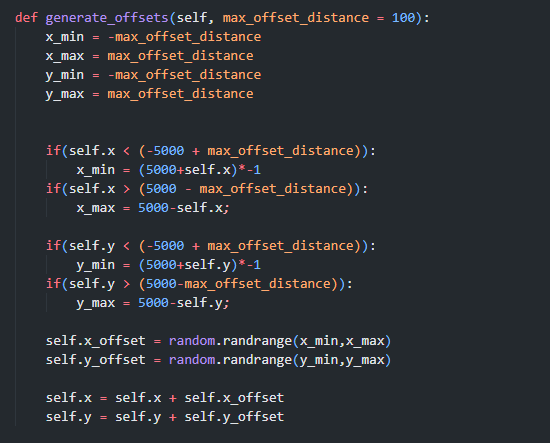 def generate_offsets(self, max_offset_distance = 100):
x_min = -max_offset_distance
x_max = max_offset_distance
y_min = -max_offset_distance
y_max = max_offset_distance
if(self.x < (-5000 + max_offset_distance)):
x_min = (5000+self.x)*-1
if(self.x > (5000 - max_offset_distance)):
x_max = 5000-self.x;
if(self.y < (-5000 + max_offset_distance)):
y_min = (5000+self.y)*-1
if(self.y > (5000-max_offset_distance)):
y_max = 5000-self.y;
self.x_offset = random.randrange(x_min,x_max)
self.y_offset = random.randrange(y_min,y_max)
self.x = self.x + self.x_offset
self.y = self.y + self.y_offset